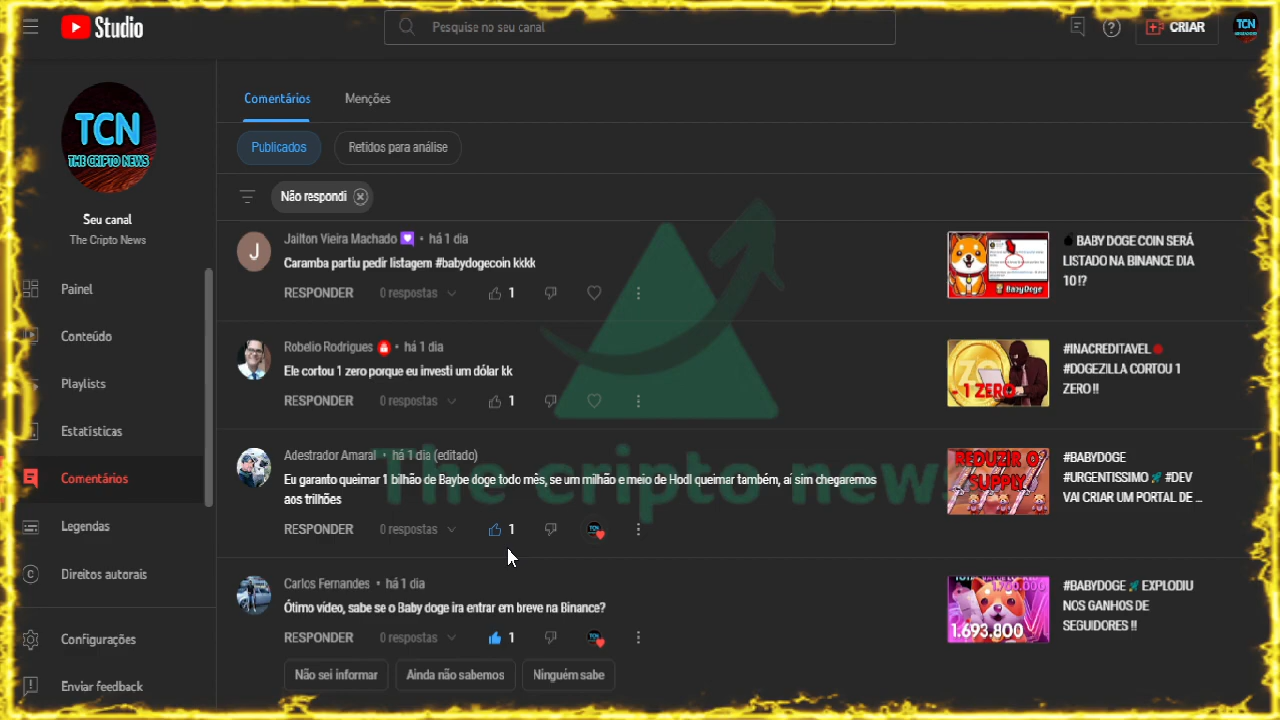 Studio
Pesquise no seu canal
CRIAR
TCN
TCN
THE CRIPTO NEWS
Seu canal
The Cripto News
Painel
Conteúdo
Playlists
Estatísticas
Comentários
Legendas
Direitos autorais
Configurações
Enviar feedback
Comentários
Menções
Publicados
Retidos para análise
Não respondi
Jailton Vieira Machado • há 1 dia
Caramba partiu pedir listagem #babydogecoin kkkk
RESPONDER 0 respostas 1
BABY DOGE COIN SERÁ
LISTADO NA BINANCE DIA
10 !?
BabyDoge
Robelio Rodrigues • há 1 dia
Ele cortou 1 zero porque eu investi um dólar kk
RESPONDER 0 respostas 1
- 1 ZERO
#INACREDITAVEL
#DOGEZILLA CORTOU 1
ZERO !!
Adestrador Amaral • há 1 dia (editado)
Eu garanto queimar 1 bilhão de Baybe doge todo mês, se um milhão e meio de Hodl queimar também, aí sim chegaremos
aos trilhões
RESPONDER 0 respostas 1
REDUZIR O
SUPPLY
#BABYDOGE
#URGENTISSIMO #DEV
VAI CRIAR UM PORTAL DE ...
The cripto news
Carlos Fernandes • há 1 dia
Ótimo vídeo, sabe se o Baby doge ira entrar em breve na Binance?
RESPONDER 0 respostas 1
Não sei informar
Ainda não sabemos
Ninguém sabe
1.693.800
#BABYDOGE EXPLODIU
NOS GANHOS DE
SEGUIDORES !!